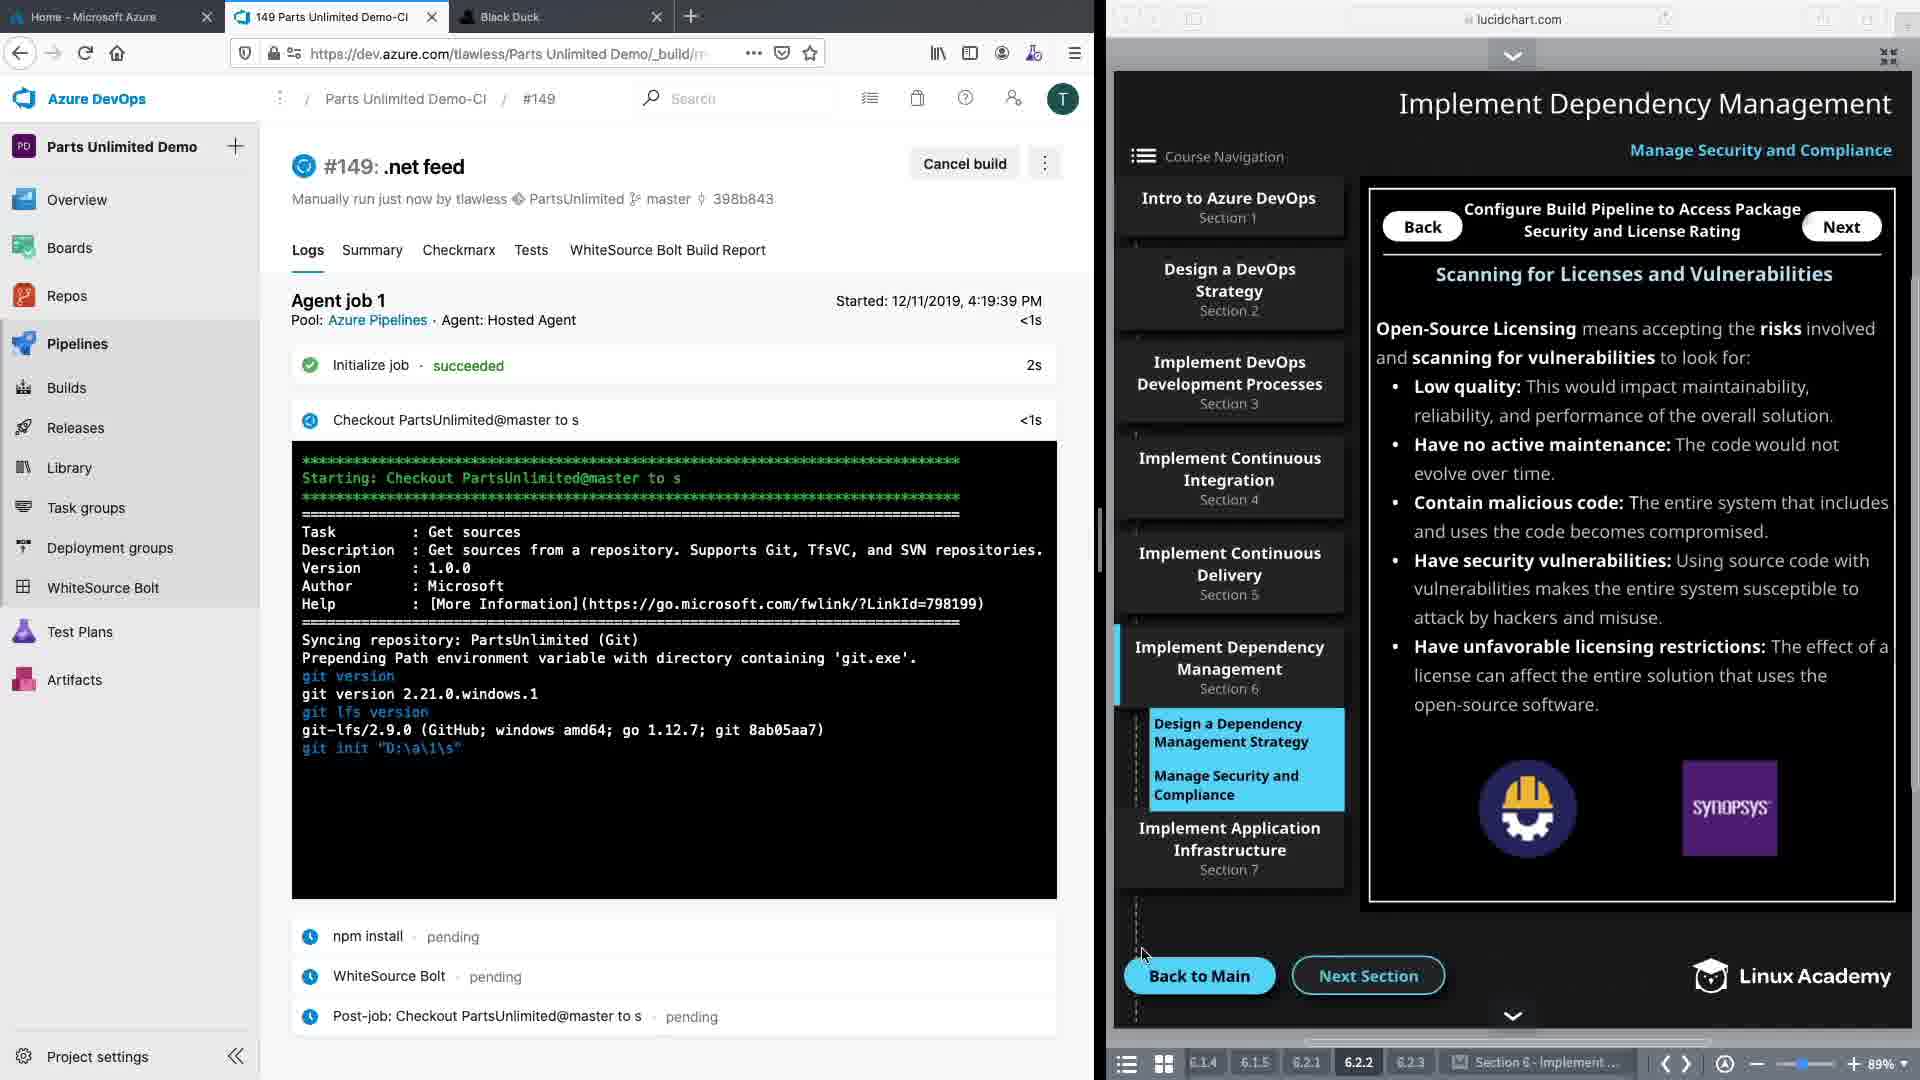 Home - Microsoft Azure
149 Parts Unlimited Demo-CI
Black Duck
https://dev.azure.com/tlawless/Parts Unlimited Demo/_build/r
lucidchart.com
Azure DevOps
/ Parts Unlimited Demo-CI / #149
Search
T
PD Parts Unlimited Demo
Overview
Boards
Repos
Pipelines
Builds
Releases
Library
Task groups
Deployment groups
WhiteSource Bolt
Test Plans
Artifacts
Project settings
#149: .net feed
Cancel build
Manually run just now by tlawless PartsUnlimited master 398b843
Logs Summary Checkmarx Tests WhiteSource Bolt Build Report
Agent job 1
Started: 12/11/2019, 4:19:39 PM
Pool: Azure Pipelines · Agent: Hosted Agent
<1s
Initialize job · succeeded
2s
Checkout PartsUnlimited@master to s
<1s
Starting: Checkout PartsUnlimited@master to s
Task : Get sources
Description : Get sources from a repository. Supports Git, TfsVC, and SVN repositories.
Version : 1.0.0
Author : Microsoft
Help : [More Information](https://go.microsoft.com/fwlink/?LinkId=798199)
Syncing repository: PartsUnlimited (Git)
Prepending Path environment variable with directory containing 'git.exe'.
git version
git version 2.21.0.windows.1
git lfs version
git-lfs/2.9.0 (GitHub; windows amd64; go 1.12.7; git 8ab05aa7)
git init "D:\a\1\s"
npm install · pending
WhiteSource Bolt · pending
Post-job: Checkout PartsUnlimited@master to s · pending
Implement Dependency Management
Manage Security and Compliance
Course Navigation
Intro to Azure DevOps
Section 1
Design a DevOps
Strategy
Section 2
Implement DevOps
Development Processes
Section 3
Implement Continuous
Integration
Section 4
Implement Continuous
Delivery
Section 5
Implement Dependency
Management
Section 6
Design a Dependency
Management Strategy
Manage Security and
Compliance
Implement Application
Infrastructure
Section 7
Back
Configure Build Pipeline to Access Package
Security and License Rating
Next
Scanning for Licenses and Vulnerabilities
Open-Source Licensing means accepting the risks involved
and scanning for vulnerabilities to look for:
• Low quality: This would impact maintainability,
reliability, and performance of the overall solution.
• Have no active maintenance: The code would not
evolve over time.
• Contain malicious code: The entire system that includes
and uses the code becomes compromised.
• Have security vulnerabilities: Using source code with
vulnerabilities makes the entire system susceptible to
attack by hackers and misuse.
• Have unfavorable licensing restrictions: The effect of a
license can affect the entire solution that uses the
open-source software.
SYNOPSYS
Back to Main
Next Section
Linux Academy
6.1.4 6.1.5 6.2.1 6.2.2 6.2.3 Section 6 - Implement ... 89%